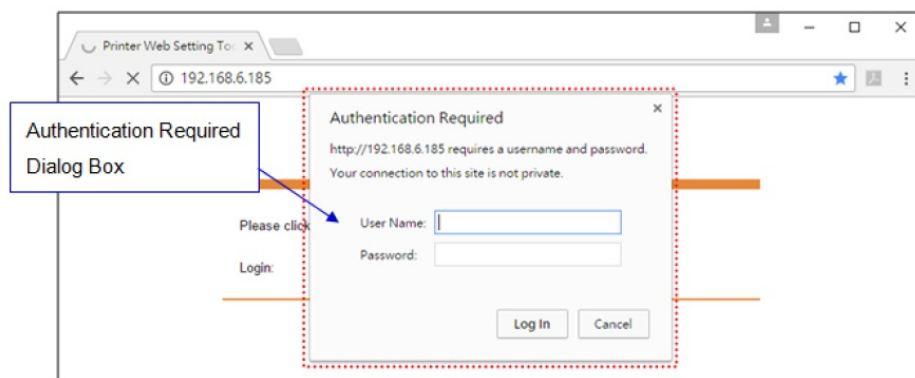 Printer Web Setting Too
192.168.6.185
Authentication Required
Dialog Box
Authentication Required
http://192.168.6.185 requires a username and password.
Your connection to this site is not private.
User Name:
Password:
Log In
Cancel
Please click
Login: